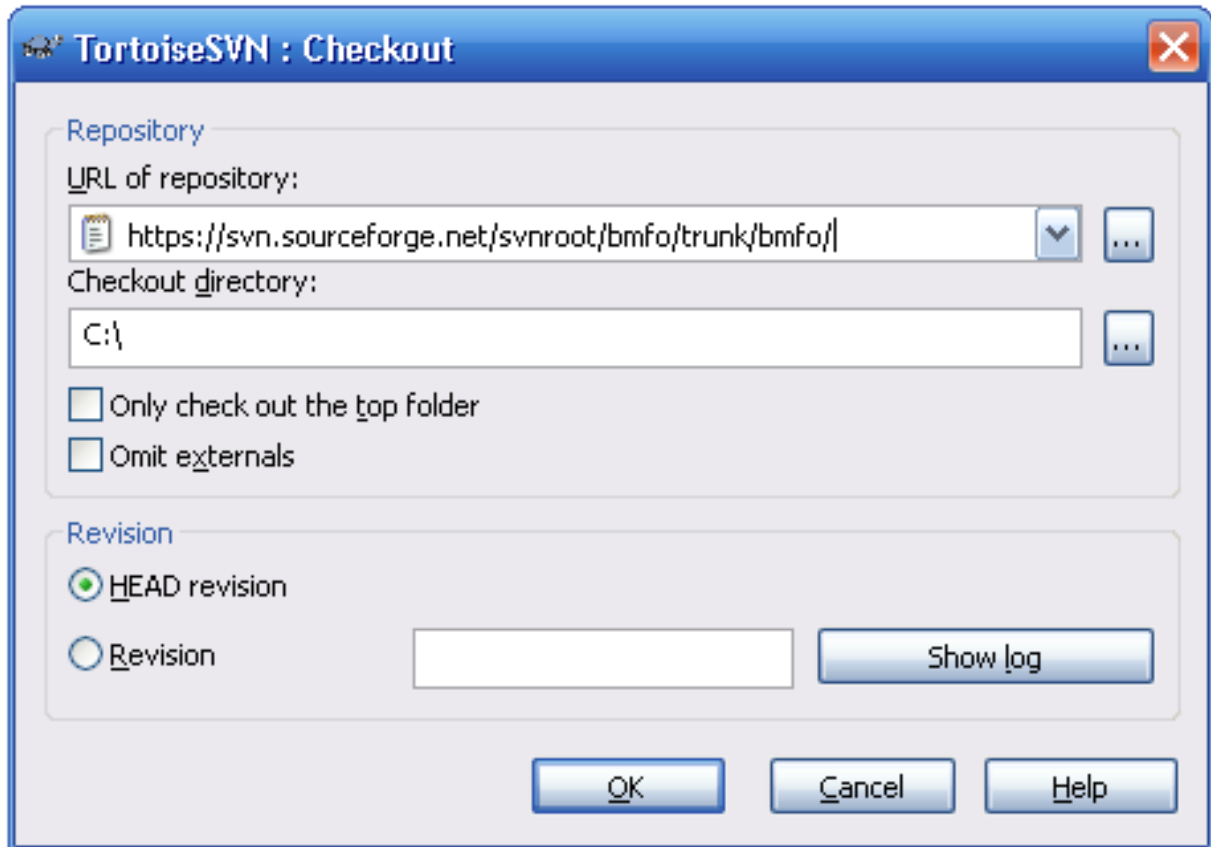 TortoiseSVN : Checkout
Repository
URL of repository:
https://svn.sourceforge.net/svnroot/bmfo/trunk/bmfo/
...
Checkout directory:
C:\
...
Only check out the top folder
Omit externals
Revision
HEAD revision
Revision
Show log
OK Cancel Help